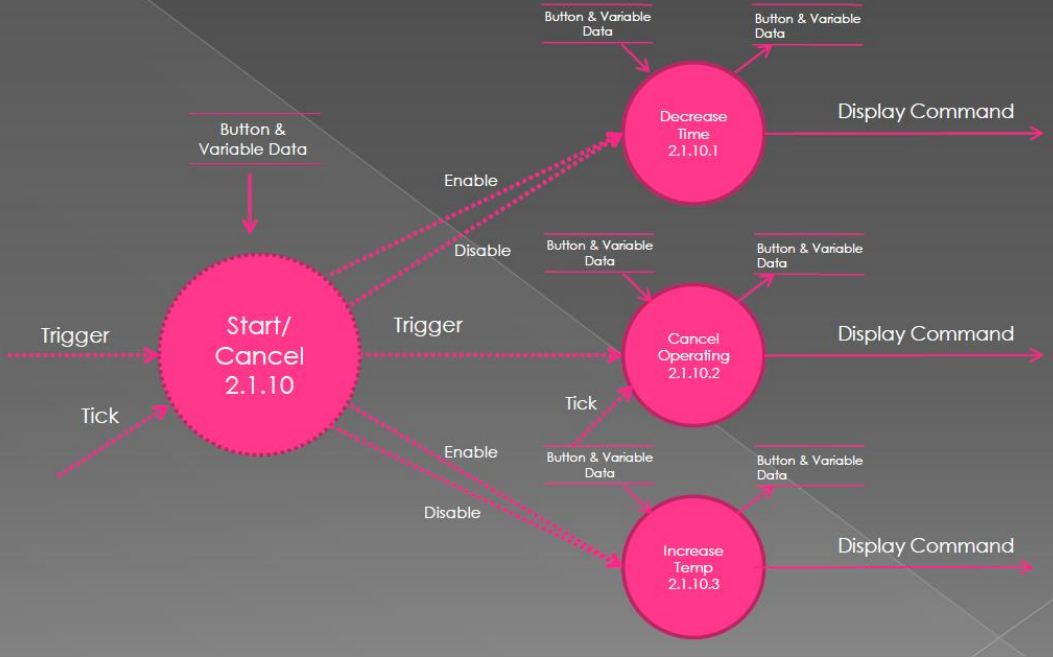 Button & Variable
Data
Button & Variable
Data
Decrease
Time
2.1.10.1
Display Command
Button &
Variable Data
Enable
Disable
Button & Variable
Data
Button & Variable
Data
Trigger
Start/
Cancel
2.1.10
Trigger
Cancel
Operating
2.1.10.2
Display Command
Tick
Tick
Enable
Disable
Button & Variable
Data
Button & Variable
Data
Increase
Temp
2.1.10.3
Display Command